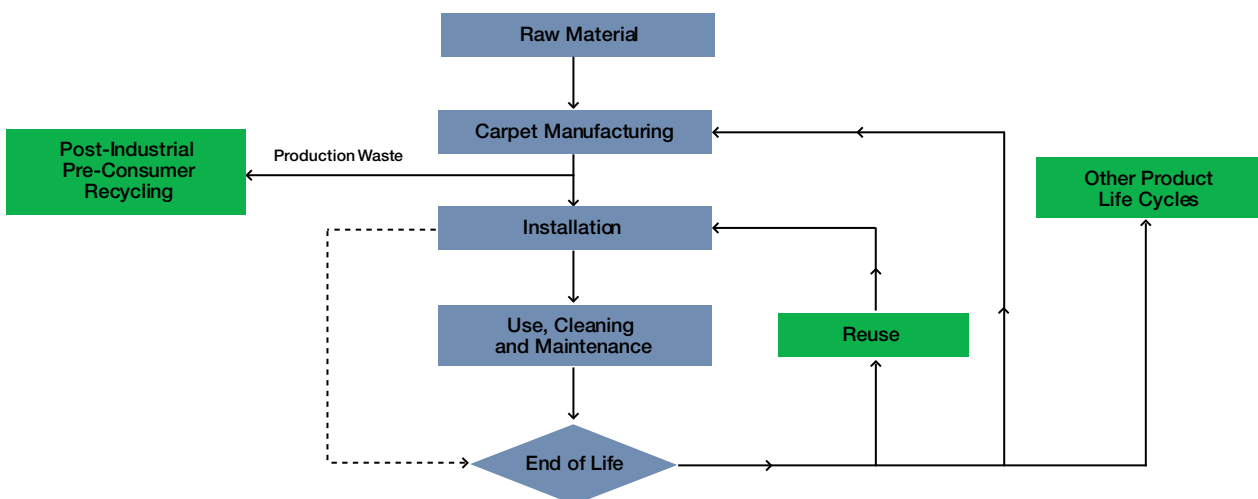 Raw Material
Carpet Manufacturing
Post-Industrial
Pre-Consumer
Recycling
Production Waste
Other Product
Life Cycles
Installation
Use, Cleaning
and Maintenance
Reuse
End of Life